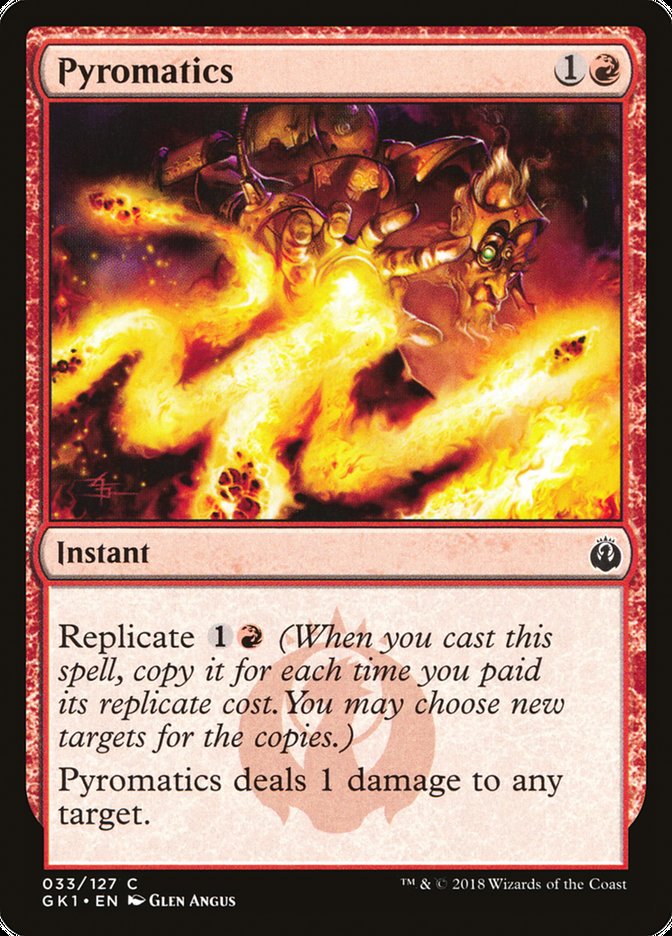 Pyromatics 1
Instant
Replicate 1 (When you cast this
spell, copy it for each time you paid
its replicate cost. You may choose new
targets for the copies.)
Pyromatics deals 1 damage to any
target.
033/127 C
™ & © 2018 Wizards of the Coast
GK1 • EN Glen Angus